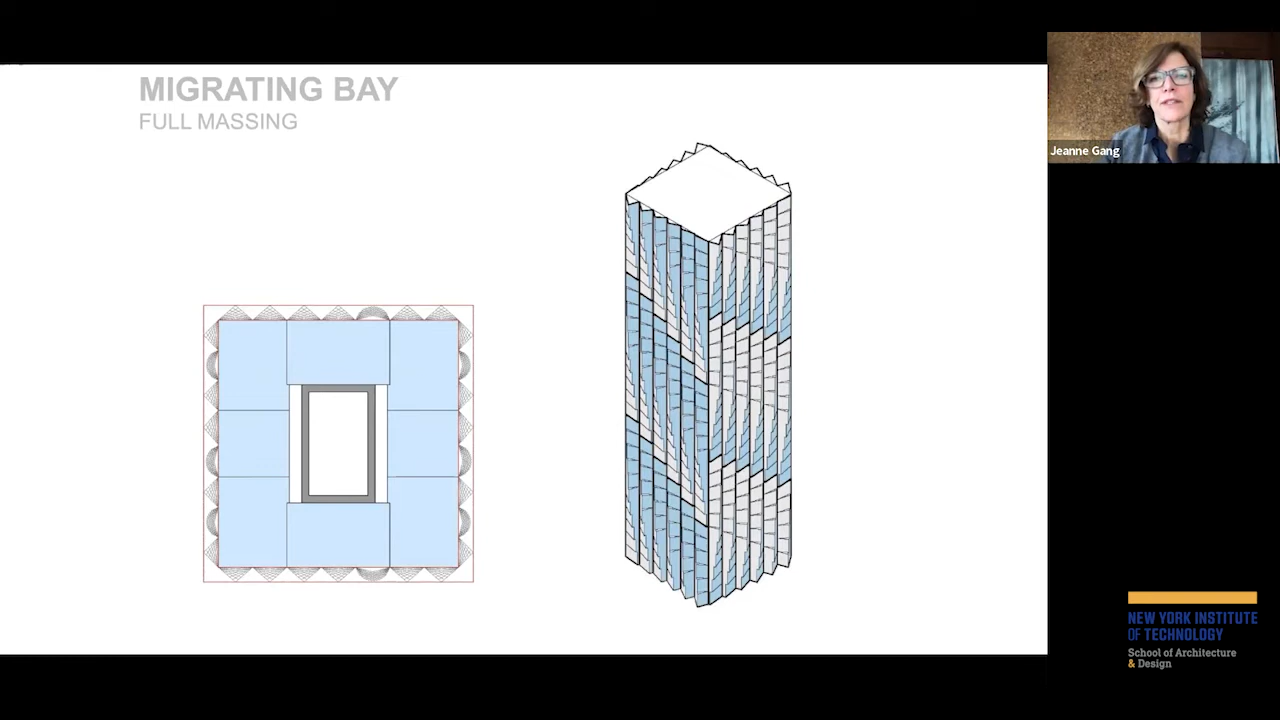 MIGRATING BAY
FULL MASSING
Jeanne Gang
NEW YORK INSTITUTE
OF TECHNOLOGY
School of Architecture
& Design